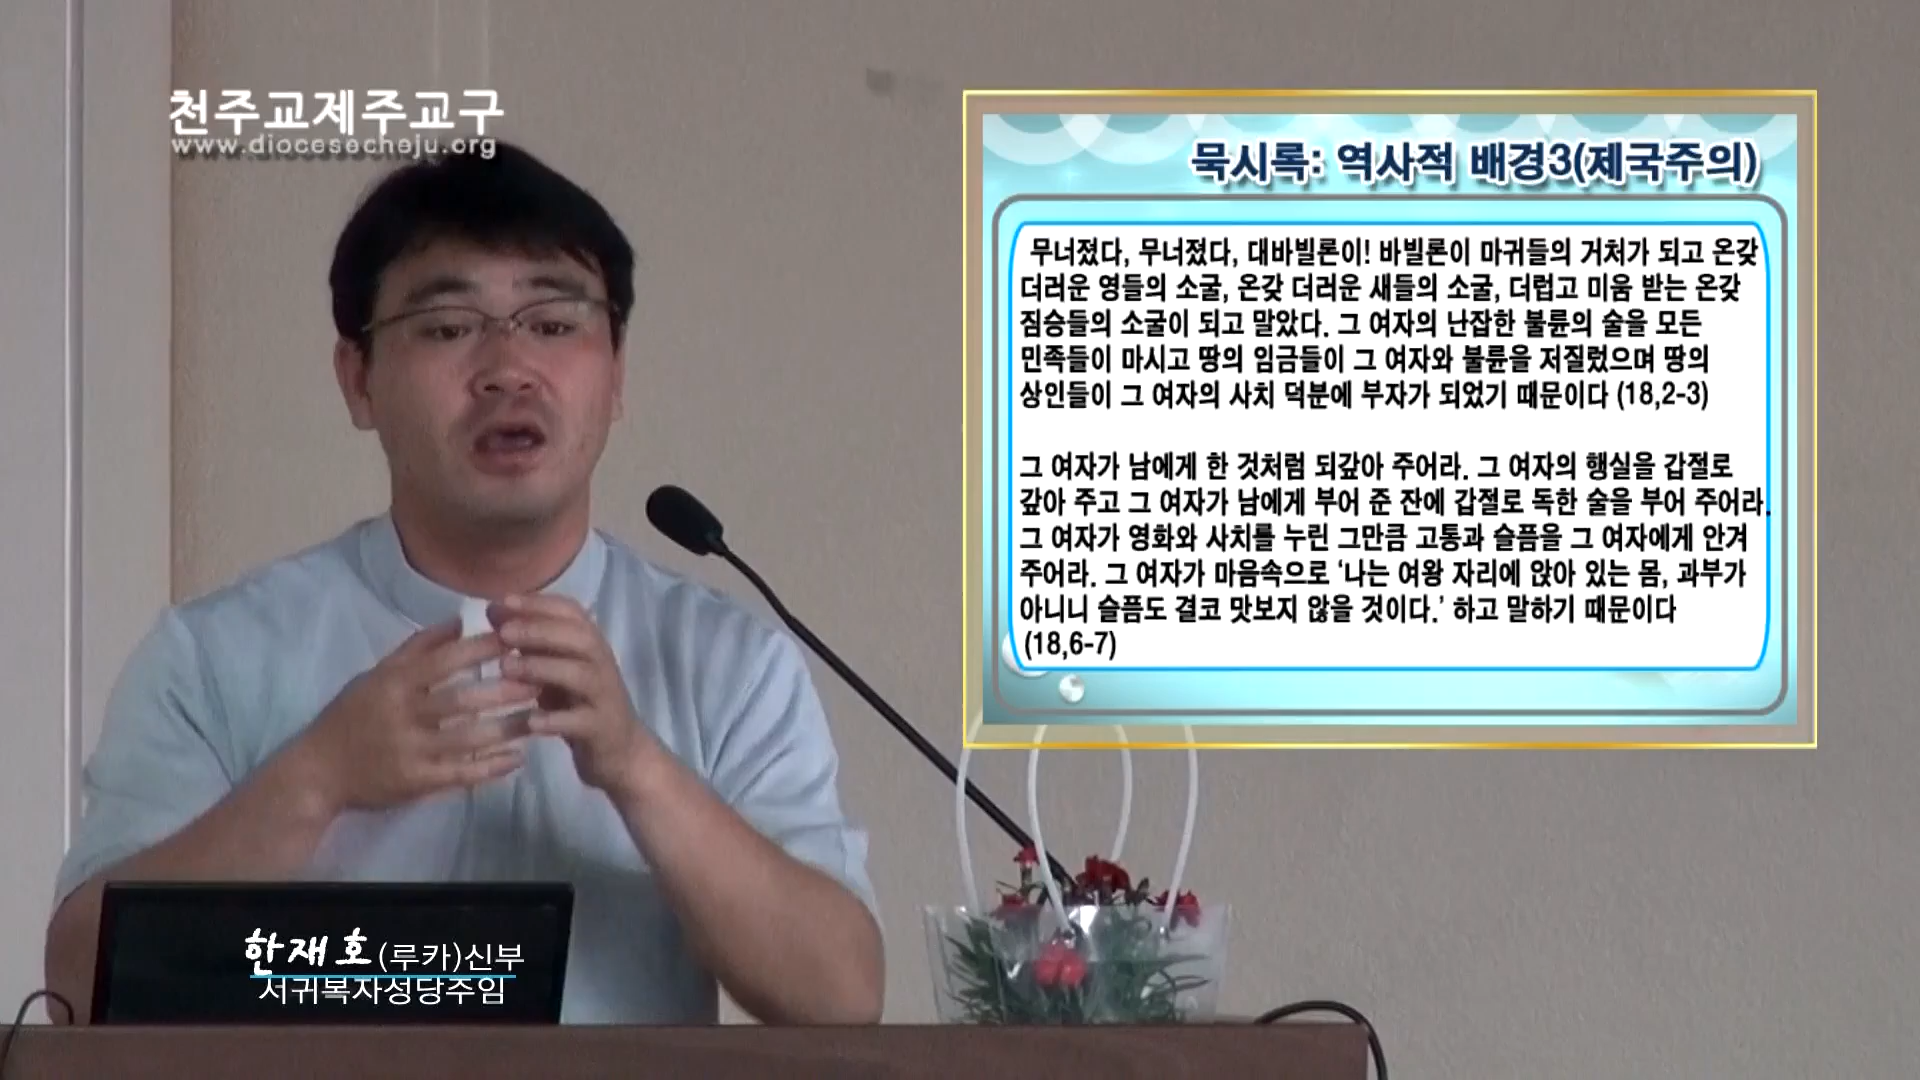 천주교제주교구
www.diocesecheju.org
묵시록: 역사적 배경3(제국주의)
무너졌다, 무너졌다, 대바빌론이! 바빌론이 마귀들의 거처가 되고 온갖
더러운 영들의 소굴, 온갖 더러운 새들의 소굴, 더럽고 미움 받는 온갖
짐승들의 소굴이 되고 말았다. 그 여자의 난잡한 불륜의 술을 모든
민족들이 마시고 땅의 임금들이 그 여자와 불륜을 저질렀으며 땅의
상인들이 그 여자의 사치 덕분에 부자가 되었기 때문이다 (18,2-3)
그 여자가 남에게 한 것처럼 되갚아 주어라. 그 여자의 행실을 갑절로
갚아 주고 그 여자가 남에게 부어 준 잔에 갑절로 독한 술을 부어 주어라.
그 여자가 영화와 사치를 누린 그만큼 고통과 슬픔을 그 여자에게 안겨
주어라. 그 여자가 마음속으로 ‘나는 여왕 자리에 앉아 있는 몸, 과부가
아니니 슬픔도 결코 맛보지 않을 것이다.’ 하고 말하기 때문이다
(18,6-7)
한재호(루카)신부
서귀복자성당주임